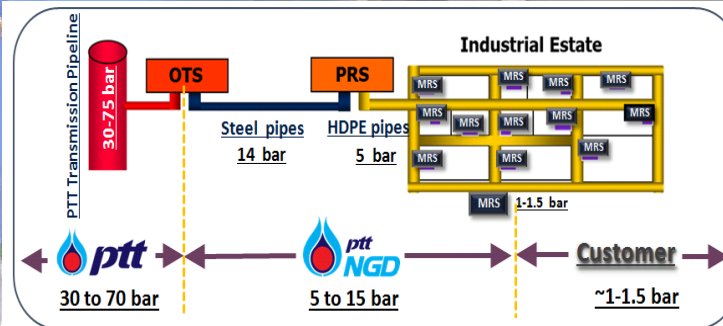 PTT Transmission Pipeline
30-75 bar
OTS
PRS
Steel pipes
14 bar
HDPE pipes
5 bar
Industrial Estate
MRS
MRS
MRS
MRS
MRS
MRS
MRS
MRS
MRS
MRS
MRS
MRS
MRS
1-1.5 bar
ptt
30 to 70 bar
ptt
NGD
5 to 15 bar
Customer
~1-1.5 bar